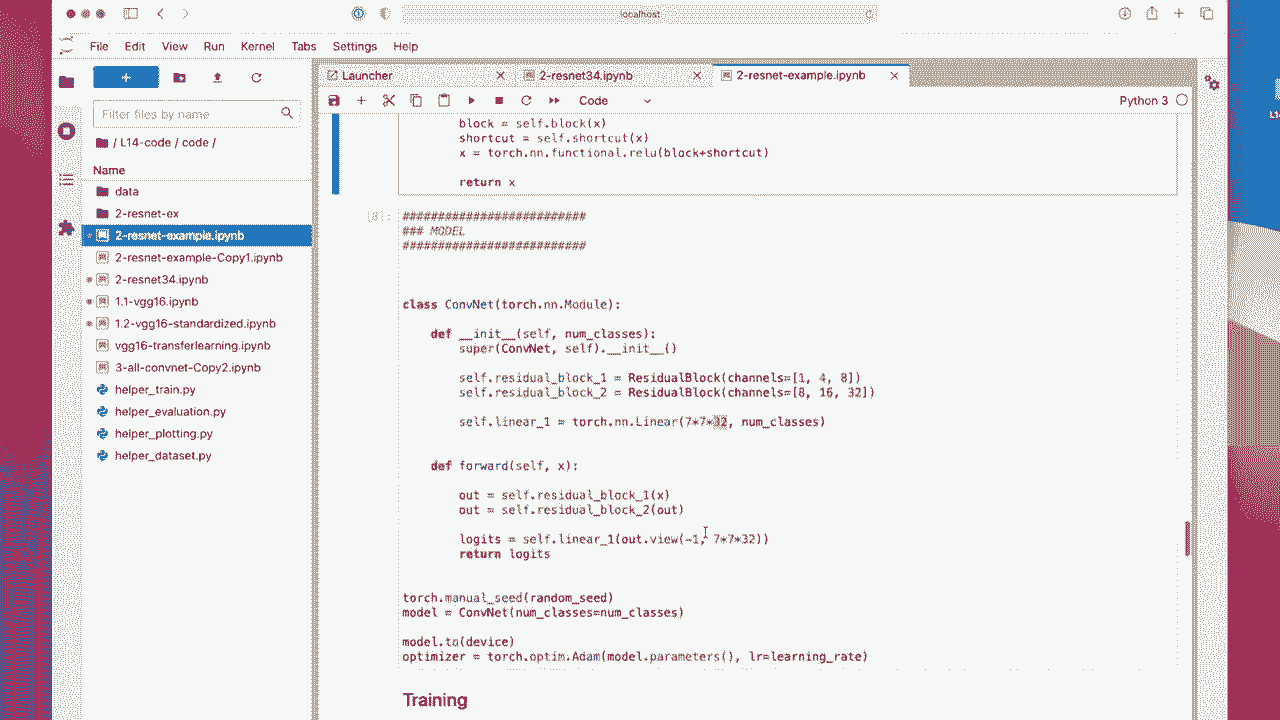 localhost
File Edit View Run Kernel Tabs Settings Help
Launcher
2-resnet34.ipynb
2-resnet-example.ipynb
Code
Python 3
Filter files by name
/ L14-code / code /
Name
data
2-resnet-ex
2-resnet-example.ipynb
2-resnet-example-Copy1.ipynb
2-resnet34.ipynb
1.1-vgg16.ipynb
1.2-vgg16-standardized.ipynb
vgg16-transferlearning.ipynb
3-all-convnet-Copy2.ipynb
helper_train.py
helper_evaluation.py
helper_plotting.py
helper_dataset.py
block = self.block(x)
shortcut = self.shortcut(x)
x = torch.nn.functional.relu(block+shortcut)
return x
[8]:
##########################
### MODEL
##########################
class ConvNet(torch.nn.Module):
def __init__(self, num_classes):
super(ConvNet, self).__init__()
self.residual_block_1 = ResidualBlock(channels=[1, 4, 8])
self.residual_block_2 = ResidualBlock(channels=[8, 16, 32])
self.linear_1 = torch.nn.Linear(7*7*32, num_classes)
def forward(self, x):
out = self.residual_block_1(x)
out = self.residual_block_2(out)
logits = self.linear_1(out.view(-1, 7*7*32))
return logits
torch.manual_seed(random_seed)
model = ConvNet(num_classes=num_classes)
model.to(device)
optimizer = torch.optim.Adam(model.parameters(), lr=learning_rate)
Training